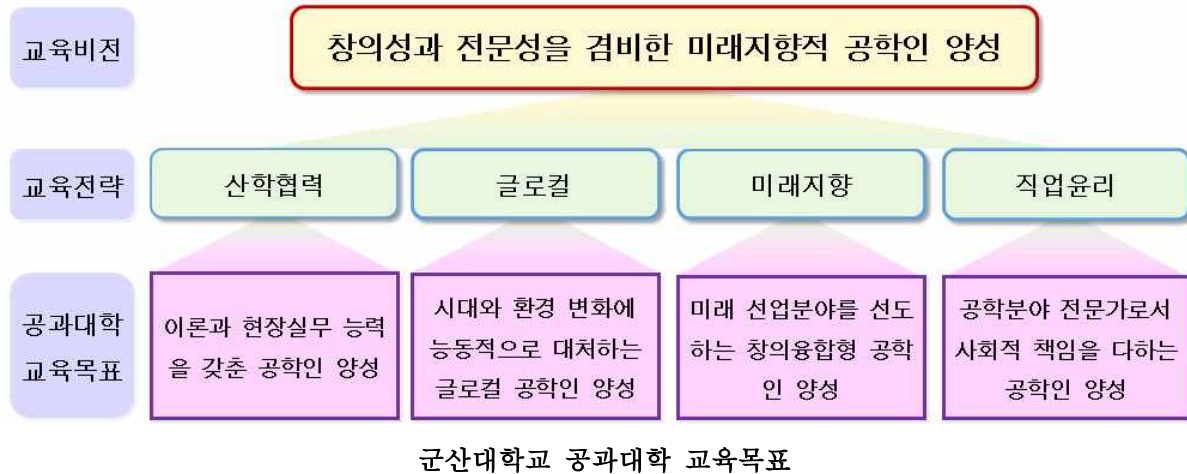 교육비전
창의성과 전문성을 겸비한 미래지향적 공학인 양성
교육전략
산학협력
글로컬
미래지향
직업윤리
공과대학
교육목표
이론과 현장실무 능력
을 갖춘 공학인 양성
시대와 환경 변화에
능동적으로 대처하는
글로컬 공학인 양성
미래 선업분야를 선도
하는 창의융합형 공학
인 양성
공학분야 전문가로서
사회적 책임을 다하는
공학인 양성
군산대학교 공과대학 교육목표